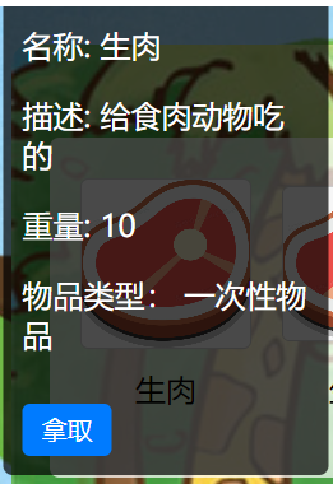 名称: 生肉
描述: 给食肉动物吃
的
重量: 10
物品类型： 一次性物
品
生肉
拿取